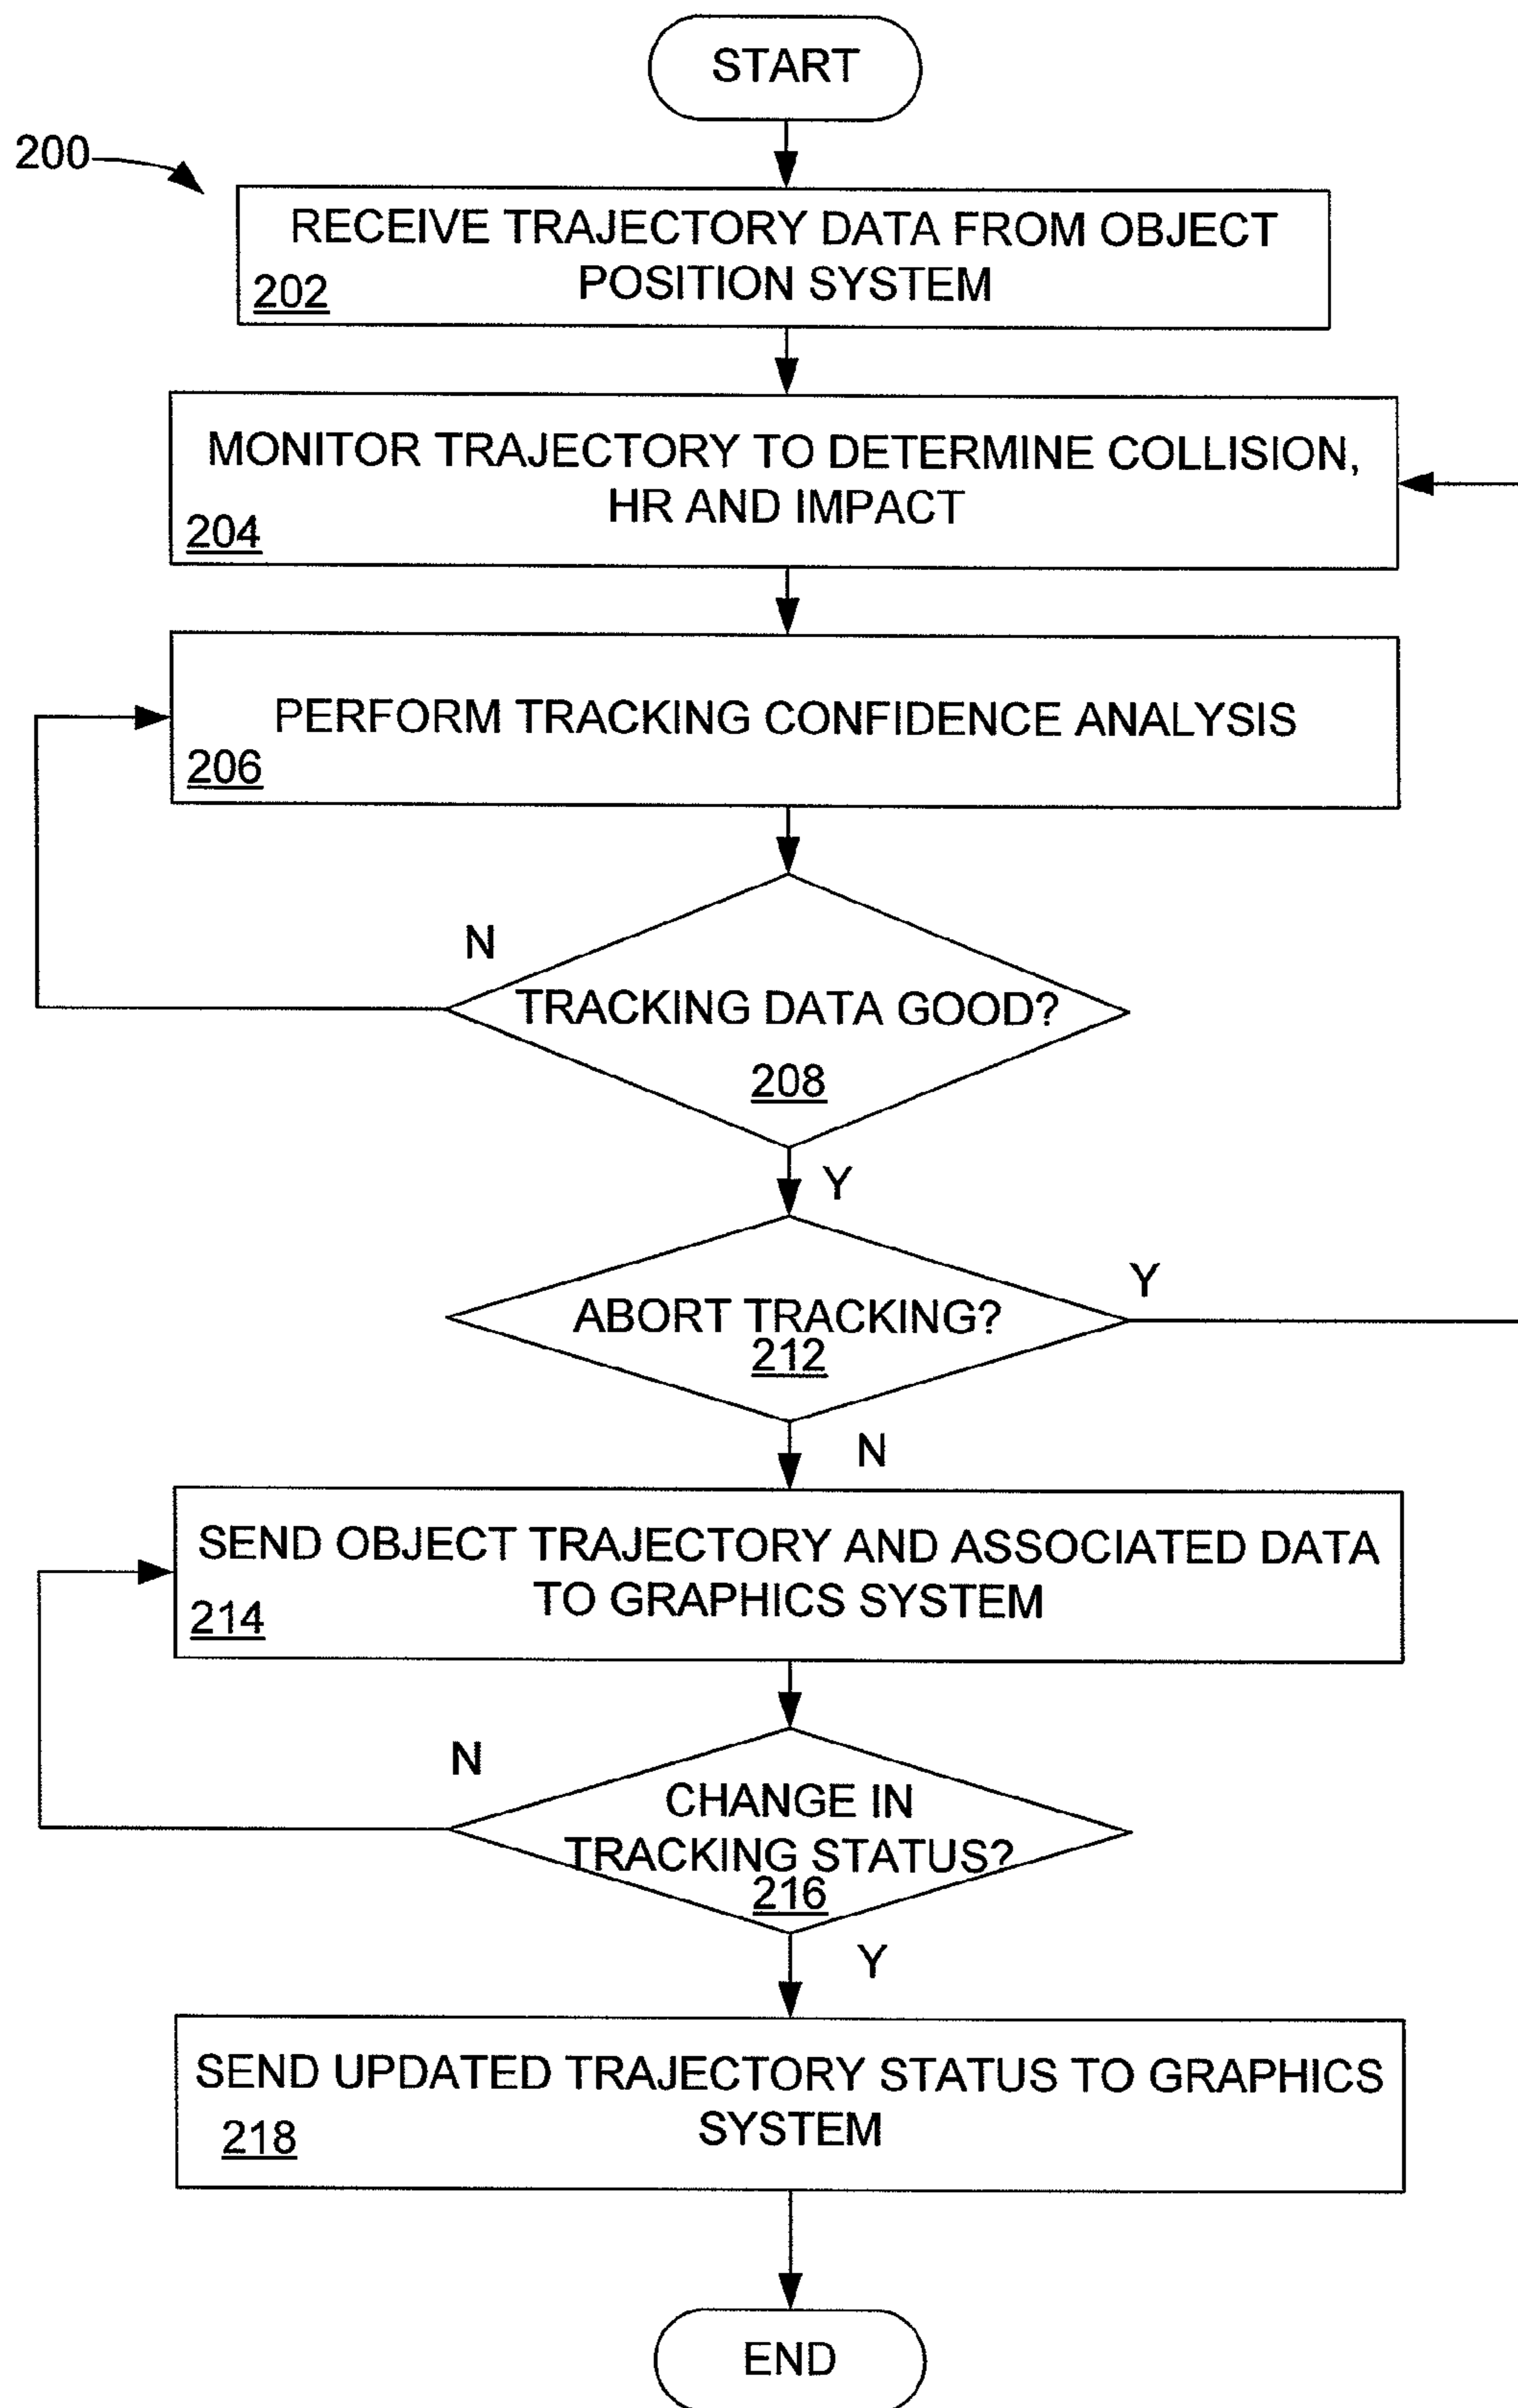 START
200
RECEIVE TRAJECTORY DATA FROM OBJECT
POSITION SYSTEM
202
MONITOR TRAJECTORY TO DETERMINE COLLISION,
HR AND IMPACT
204
PERFORM TRACKING CONFIDENCE ANALYSIS
206
N
TRACKING DATA GOOD?
208
Y
Y
ABORT TRACKING?
212
N
SEND OBJECT TRAJECTORY AND ASSOCIATED DATA
TO GRAPHICS SYSTEM
214
N
CHANGE IN
TRACKING STATUS?
216
Y
SEND UPDATED TRAJECTORY STATUS TO GRAPHICS
SYSTEM
218
END